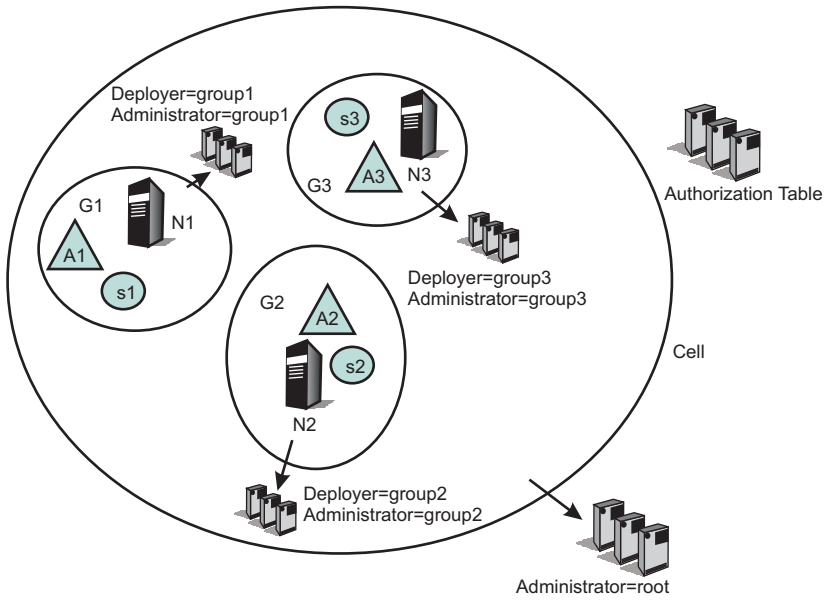 Deployer=group1
Administrator=group1
s3
A3
G3
N3
Authorization Table
G1
N1
A1
s1
Deployer=group3
Administrator=group3
G2
A2
s2
N2
Cell
Deployer=group2
Administrator=group2
Administrator=root